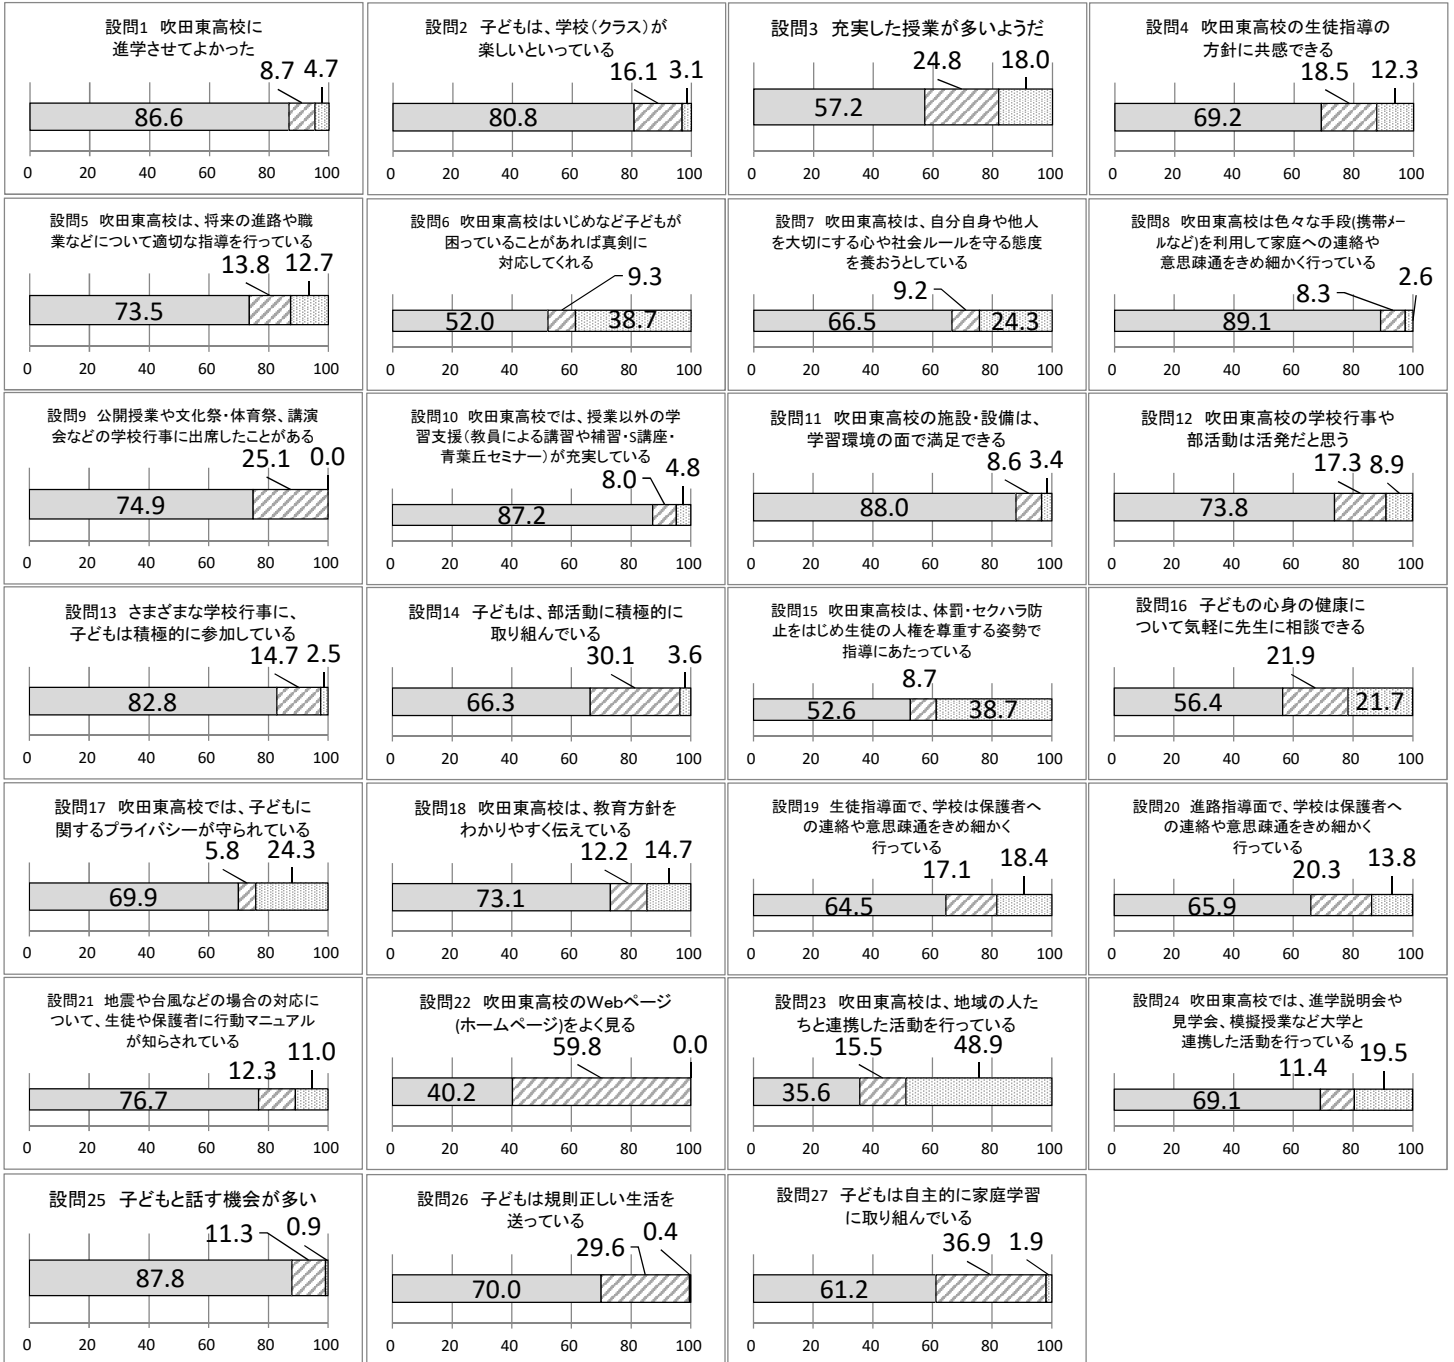 設問1　吹田東高校に
進学させてよかった
8.7 4.7
86.6
0 20 40 60 80 100
設問2　子どもは、学校(クラス)が
楽しいといっている
16.1 3.1
80.8
0 20 40 60 80 100
設問3　充実した授業が多いようだ
24.8 18.0
57.2
0 20 40 60 80 100
設問4　吹田東高校の生徒指導の
方針に共感できる
18.5 12.3
69.2
0 20 40 60 80 100
設問5　吹田東高校は、将来の進路や職
業などについて適切な指導を行っている
13.8 12.7
73.5
0 20 40 60 80 100
設問6　吹田東高校はいじめなど子どもが
困っていることがあれば真剣に
対応してくれる
9.3
52.0 38.7
0 20 40 60 80 100
設問7　吹田東高校は、自分自身や他人
を大切にする心や社会ルールを守る態度
を養おうとしている
9.2
66.5 24.3
0 20 40 60 80 100
設問8　吹田東高校は色々な手段(携帯メー
ルなど)を利用して家庭への連絡や
意思疎通をきめ細かく行っている
8.3 2.6
89.1
0 20 40 60 80 100
設問9　公開授業や文化祭・体育祭、講演
会などの学校行事に出席したことがある
25.1 0.0
74.9
0 20 40 60 80 100
設問10　吹田東高校では、授業以外の学
習支援(教員による講習や補習・S講座・
青葉丘セミナー)が充実している
8.0 4.8
87.2
0 20 40 60 80 100
設問11　吹田東高校の施設・設備は、
学習環境の面で満足できる
8.6 3.4
88.0
0 20 40 60 80 100
設問12　吹田東高校の学校行事や
部活動は活発だと思う
17.3 8.9
73.8
0 20 40 60 80 100
設問13　さまざまな学校行事に、
子どもは積極的に参加している
14.7 2.5
82.8
0 20 40 60 80 100
設問14　子どもは、部活動に積極的に
取り組んでいる
30.1 3.6
66.3
0 20 40 60 80 100
設問15　吹田東高校は、体罰・セクハラ防
止をはじめ生徒の人権を尊重する姿勢で
指導にあたっている
8.7
52.6 38.7
0 20 40 60 80 100
設問16　子どもの心身の健康に
ついて気軽に先生に相談できる
21.9
56.4 21.7
0 20 40 60 80 100
設問17　吹田東高校では、子どもに
関するプライバシーが守られている
5.8 24.3
69.9
0 20 40 60 80 100
設問18　吹田東高校は、教育方針を
わかりやすく伝えている
12.2 14.7
73.1
0 20 40 60 80 100
設問19　生徒指導面で、学校は保護者へ
の連絡や意思疎通をきめ細かく
行っている
17.1 18.4
64.5
0 20 40 60 80 100
設問20　進路指導面で、学校は保護者へ
の連絡や意思疎通をきめ細かく
行っている
20.3 13.8
65.9
0 20 40 60 80 100
設問21　地震や台風などの場合の対応に
ついて、生徒や保護者に行動マニュアル
が知らされている
12.3 11.0
76.7
0 20 40 60 80 100
設問22　吹田東高校のWebページ
(ホームページ)をよく見る
59.8 0.0
40.2
0 20 40 60 80 100
設問23　吹田東高校は、地域の人た
ちと連携した活動を行っている
15.5 48.9
35.6
0 20 40 60 80 100
設問24　吹田東高校では、進学説明会や
見学会、模擬授業など大学と
連携した活動を行っている
11.4 19.5
69.1
0 20 40 60 80 100
設問25　子どもと話す機会が多い
11.3 0.9
87.8
0 20 40 60 80 100
設問26　子どもは規則正しい生活を
送っている
29.6 0.4
70.0
0 20 40 60 80 100
設問27　子どもは自主的に家庭学習
に取り組んでいる
36.9 1.9
61.2
0 20 40 60 80 100